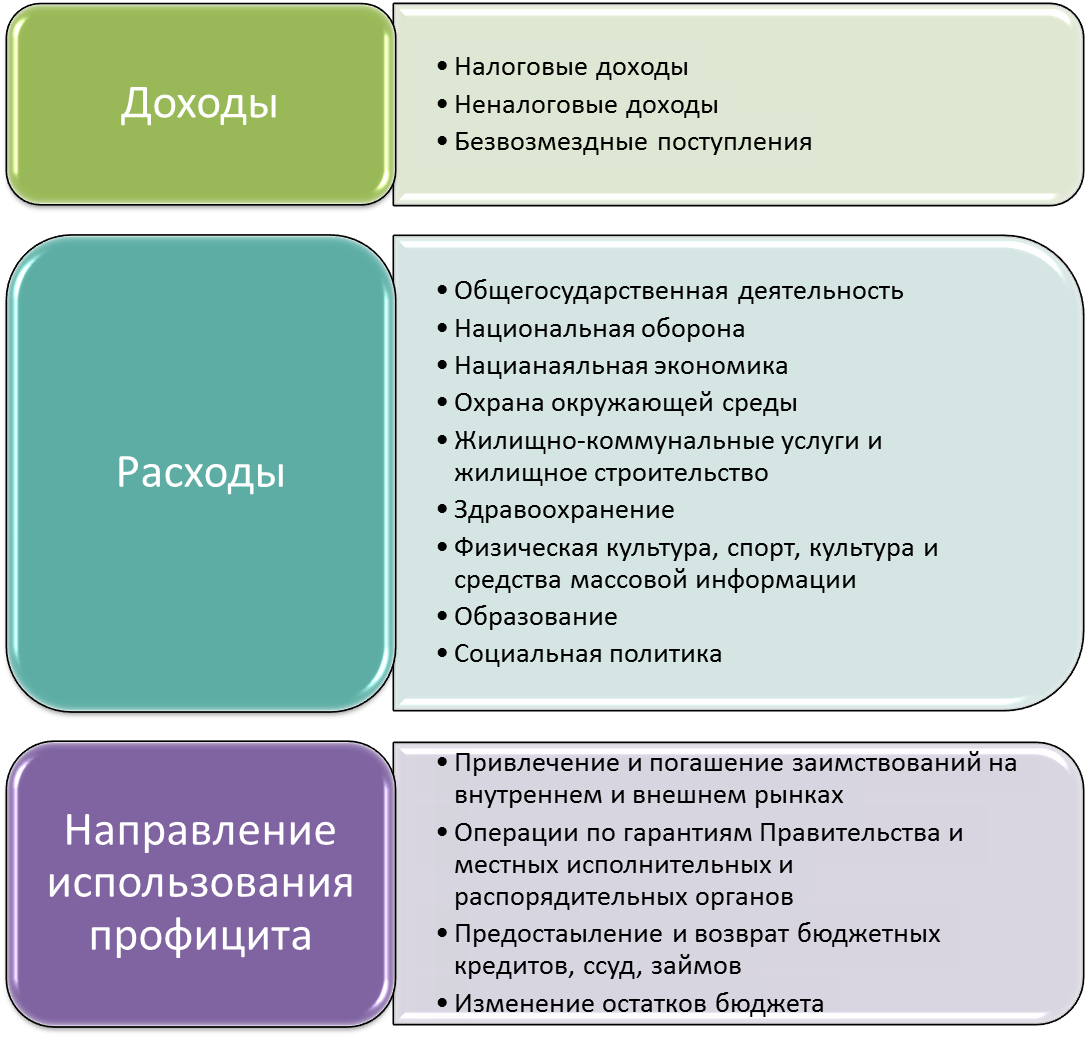 Доходы
• Налоговые доходы
• Неналоговые доходы
• Безвозмездные поступления
Расходы
• Общегосударственная деятельность
• Национальная оборона
• Нацианаяльная экономика
• Охрана окружающей среды
• Жилищно-коммунальные услуги и
жилищное строительство
• Здравоохранение
• Физическая культура, спорт, культура и
средства массовой информации
• Образование
• Социальная политика
Направление
использования
профицита
• Привлечение и погашение заимствований на
внутреннем и внешнем рынках
• Операции по гарантиям Правительства и
местных исполнительных и
распорядительных органов
• Предостаыление и возврат бюджетных
кредитов, ссуд, займов
• Изменение остатков бюджета